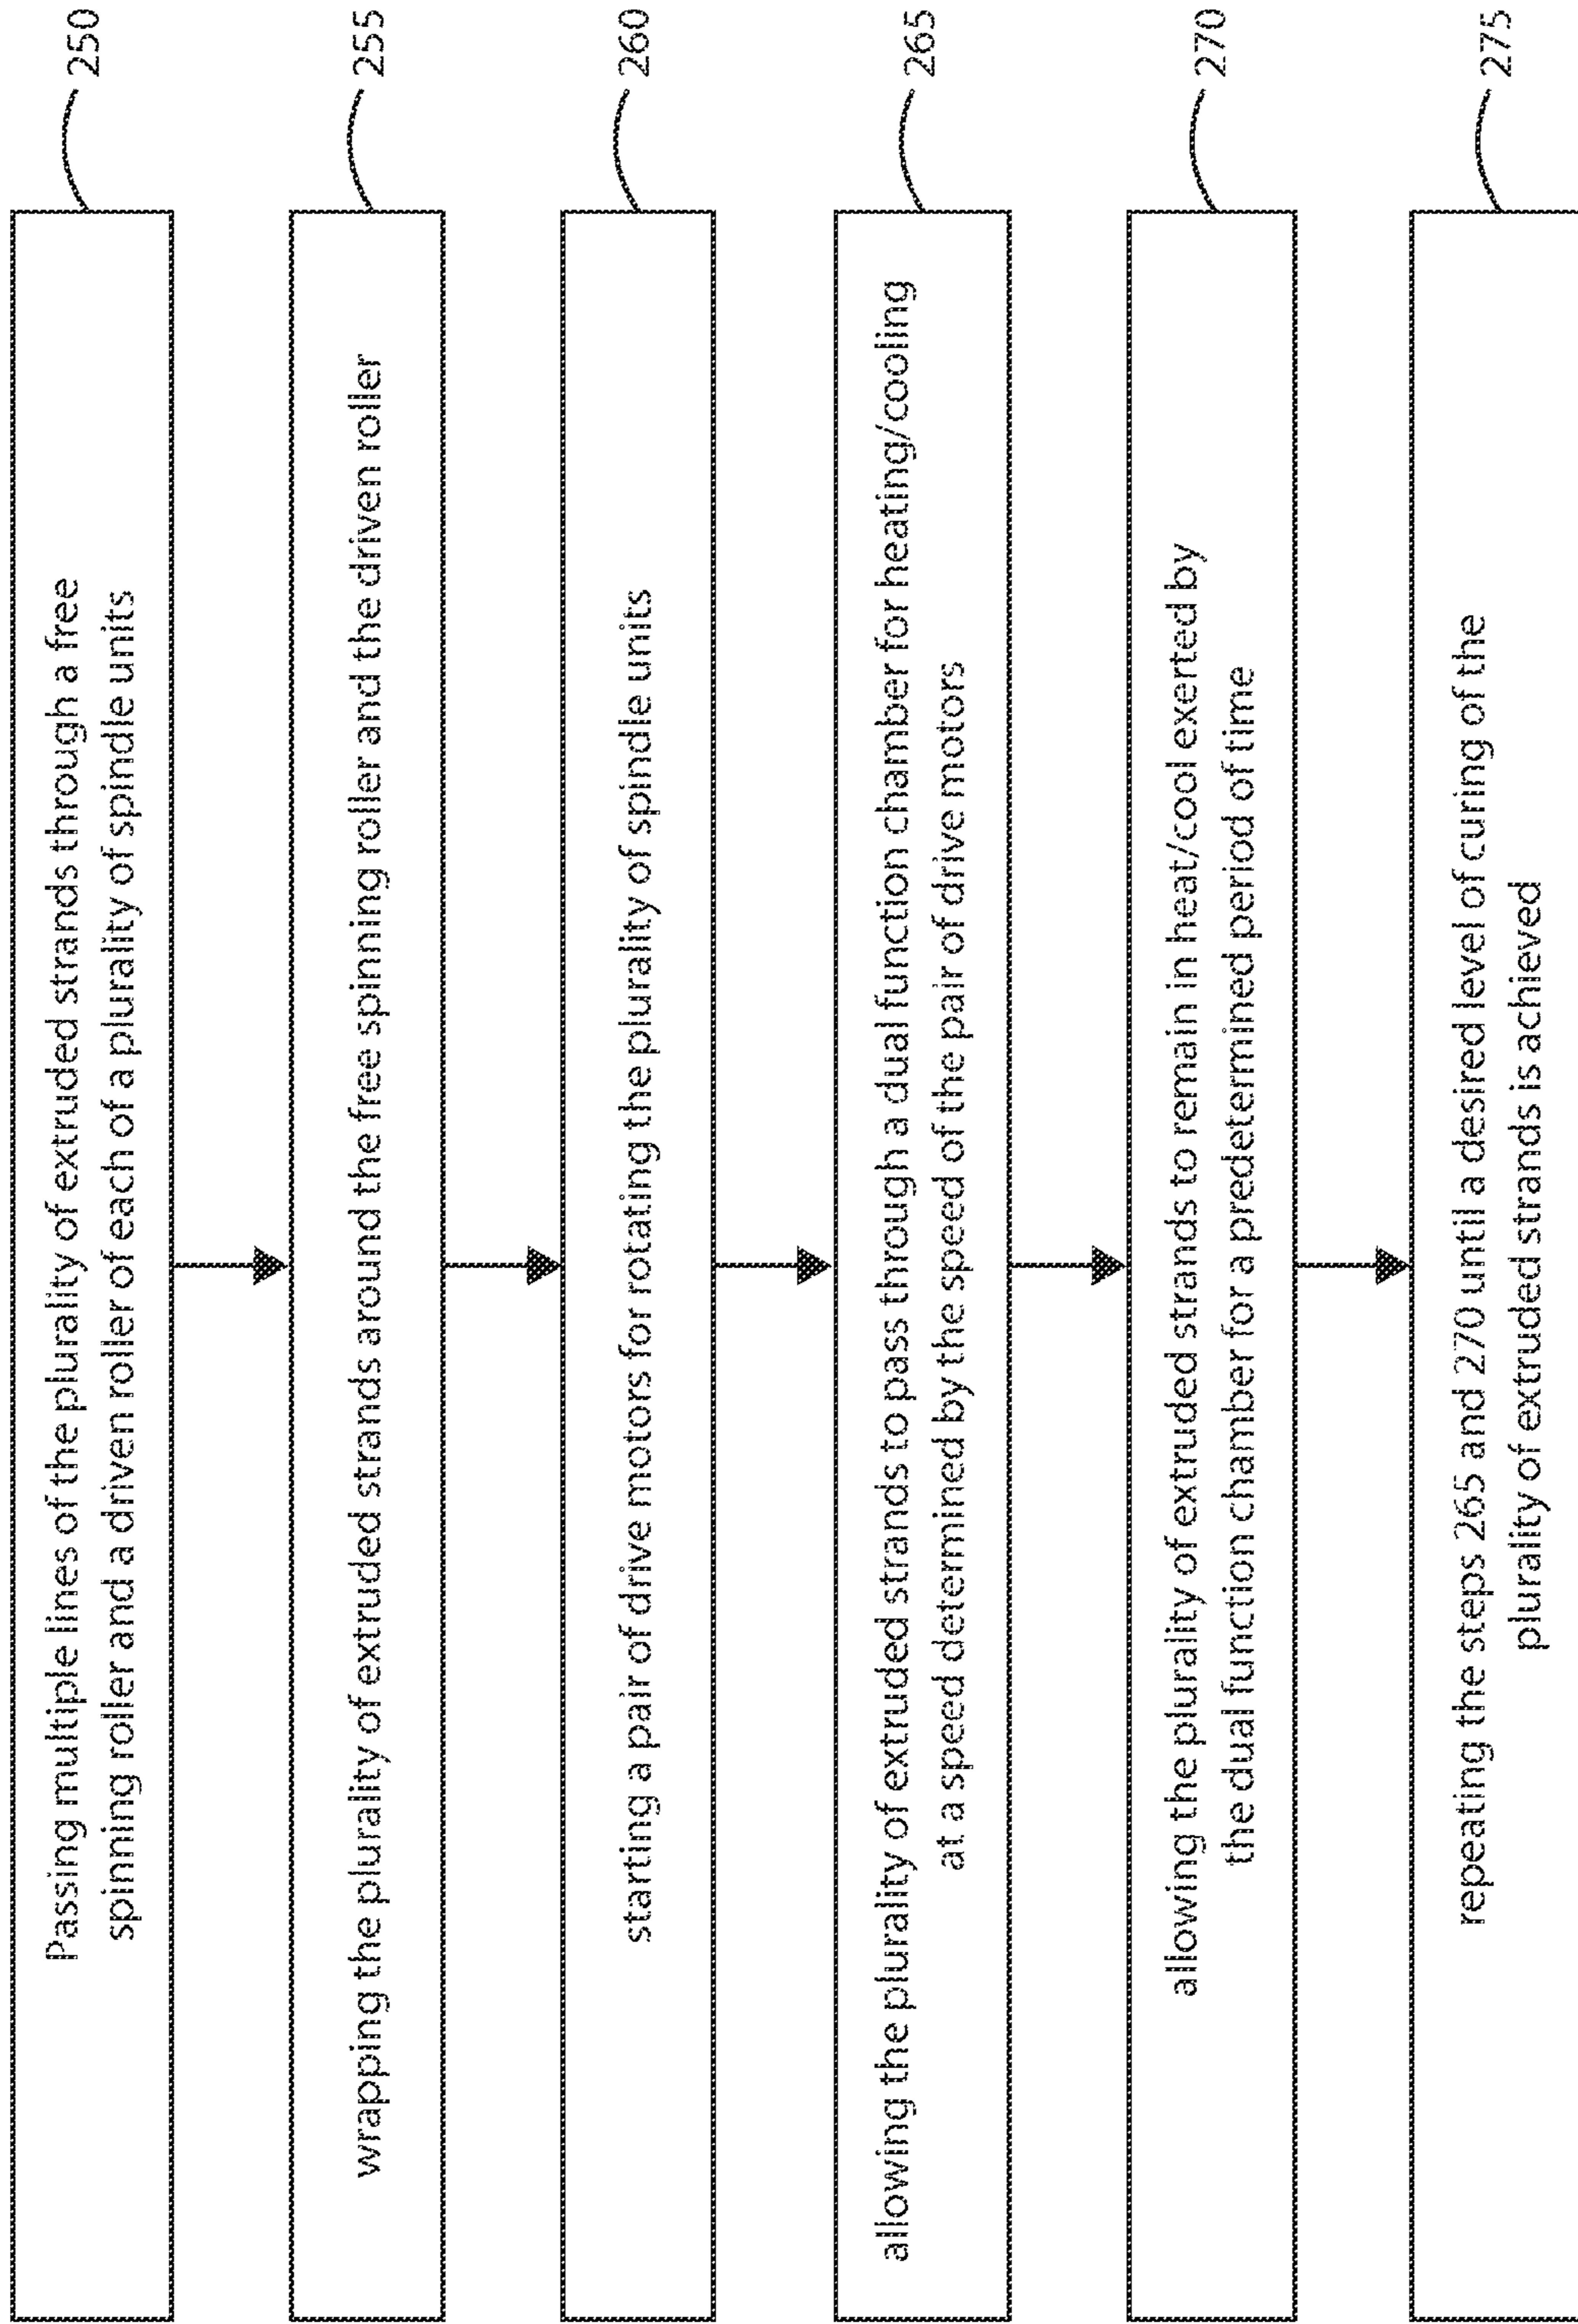 Passing multiple lines of the plurality of extruded strands through a free
spinning roller and a driven roller of each of a plurality of spindle units
250
wrapping the plurality of extruded strands around the free spinning roller and the driven roller
255
starting a pair of drive motors for rotating the plurality of spindle units
260
allowing the plurality of extruded strands to pass through a dual function chamber for heating/cooling
at a speed determined by the speed of the pair of drive motors
265
allowing the plurality of extruded strands to remain in heat/cool exerted by
the dual function chamber for a predetermined period of time
270
repeating the steps 265 and 270 until a desired level of curing of the
plurality of extruded strands is achieved
275